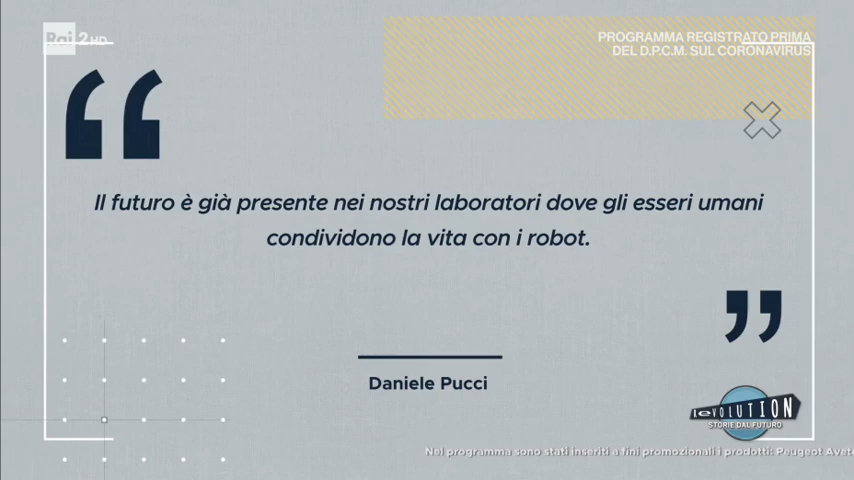 Rai 2 HD
PROGRAMMA REGISTRATO PRIMA
DEL D.P.C.M. SUL CORONAVIRUS
“
Il futuro è già presente nei nostri laboratori dove gli esseri umani
condividono la vita con i robot.
”
Daniele Pucci
leVOLUTION
STORIE DAL FUTURO
Nel programma sono stati inseriti a fini promozionali i prodotti: Peugeot Avete